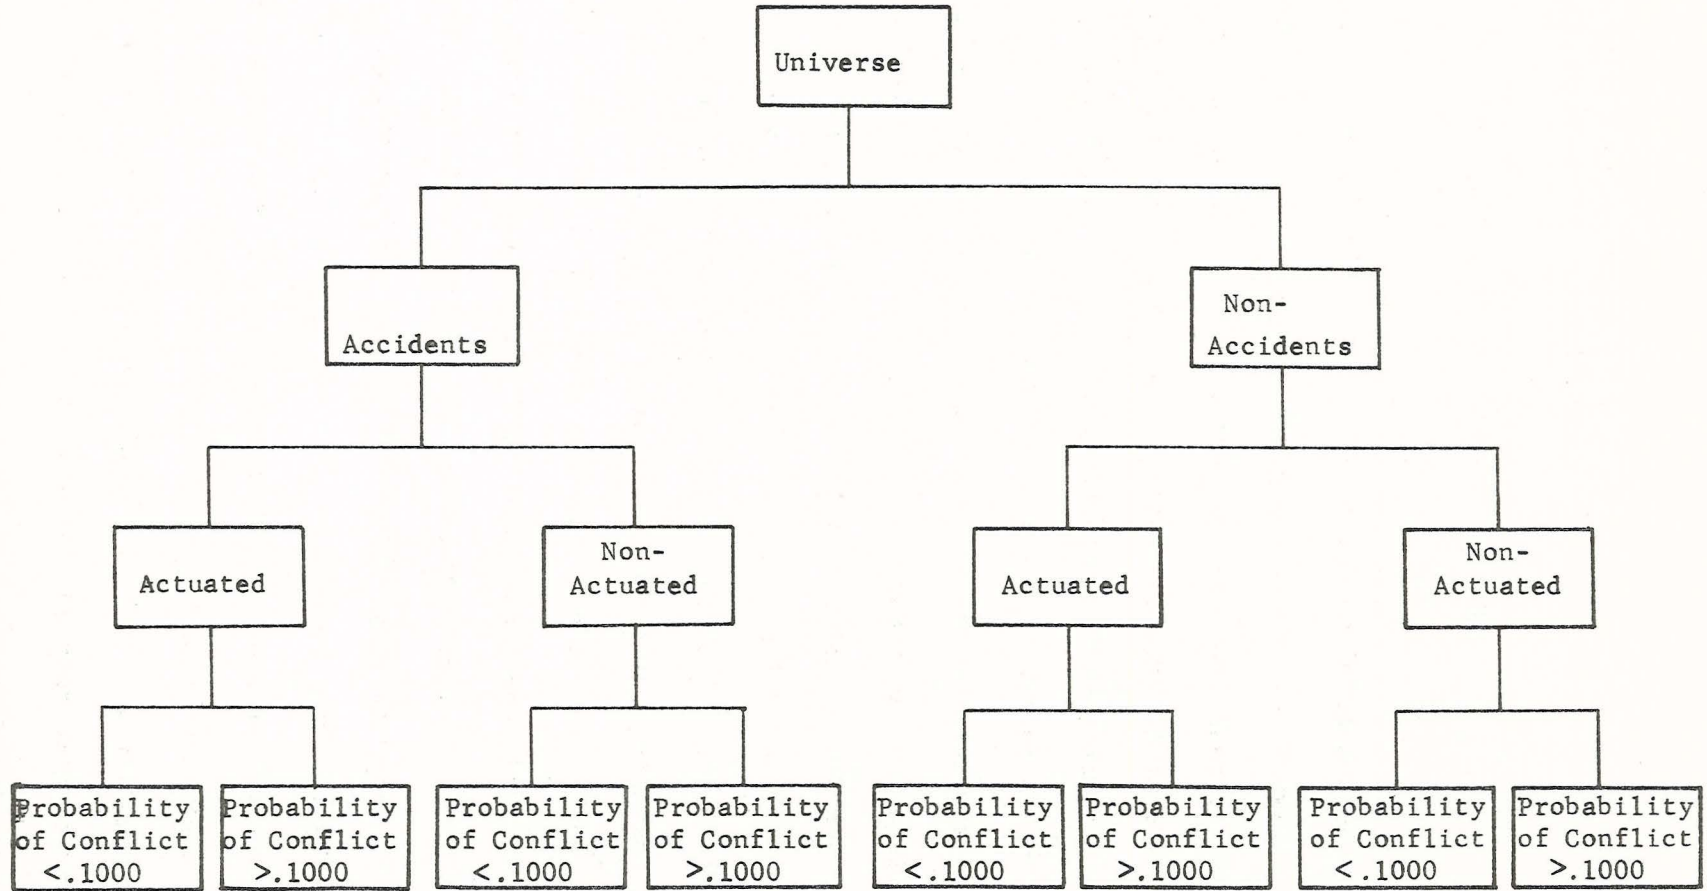 Universe
Accidents
Non-
Accidents
Actuated
Non-
Actuated
Actuated
Non-
Actuated
Probability
of Conflict
<.1000
Probability
of Conflict
>.1000
Probability
of Conflict
<.1000
Probability
of Conflict
>.1000
Probability
of Conflict
<.1000
Probability
of Conflict
>.1000
Probability
of Conflict
<.1000
Probability
of Conflict
>.1000